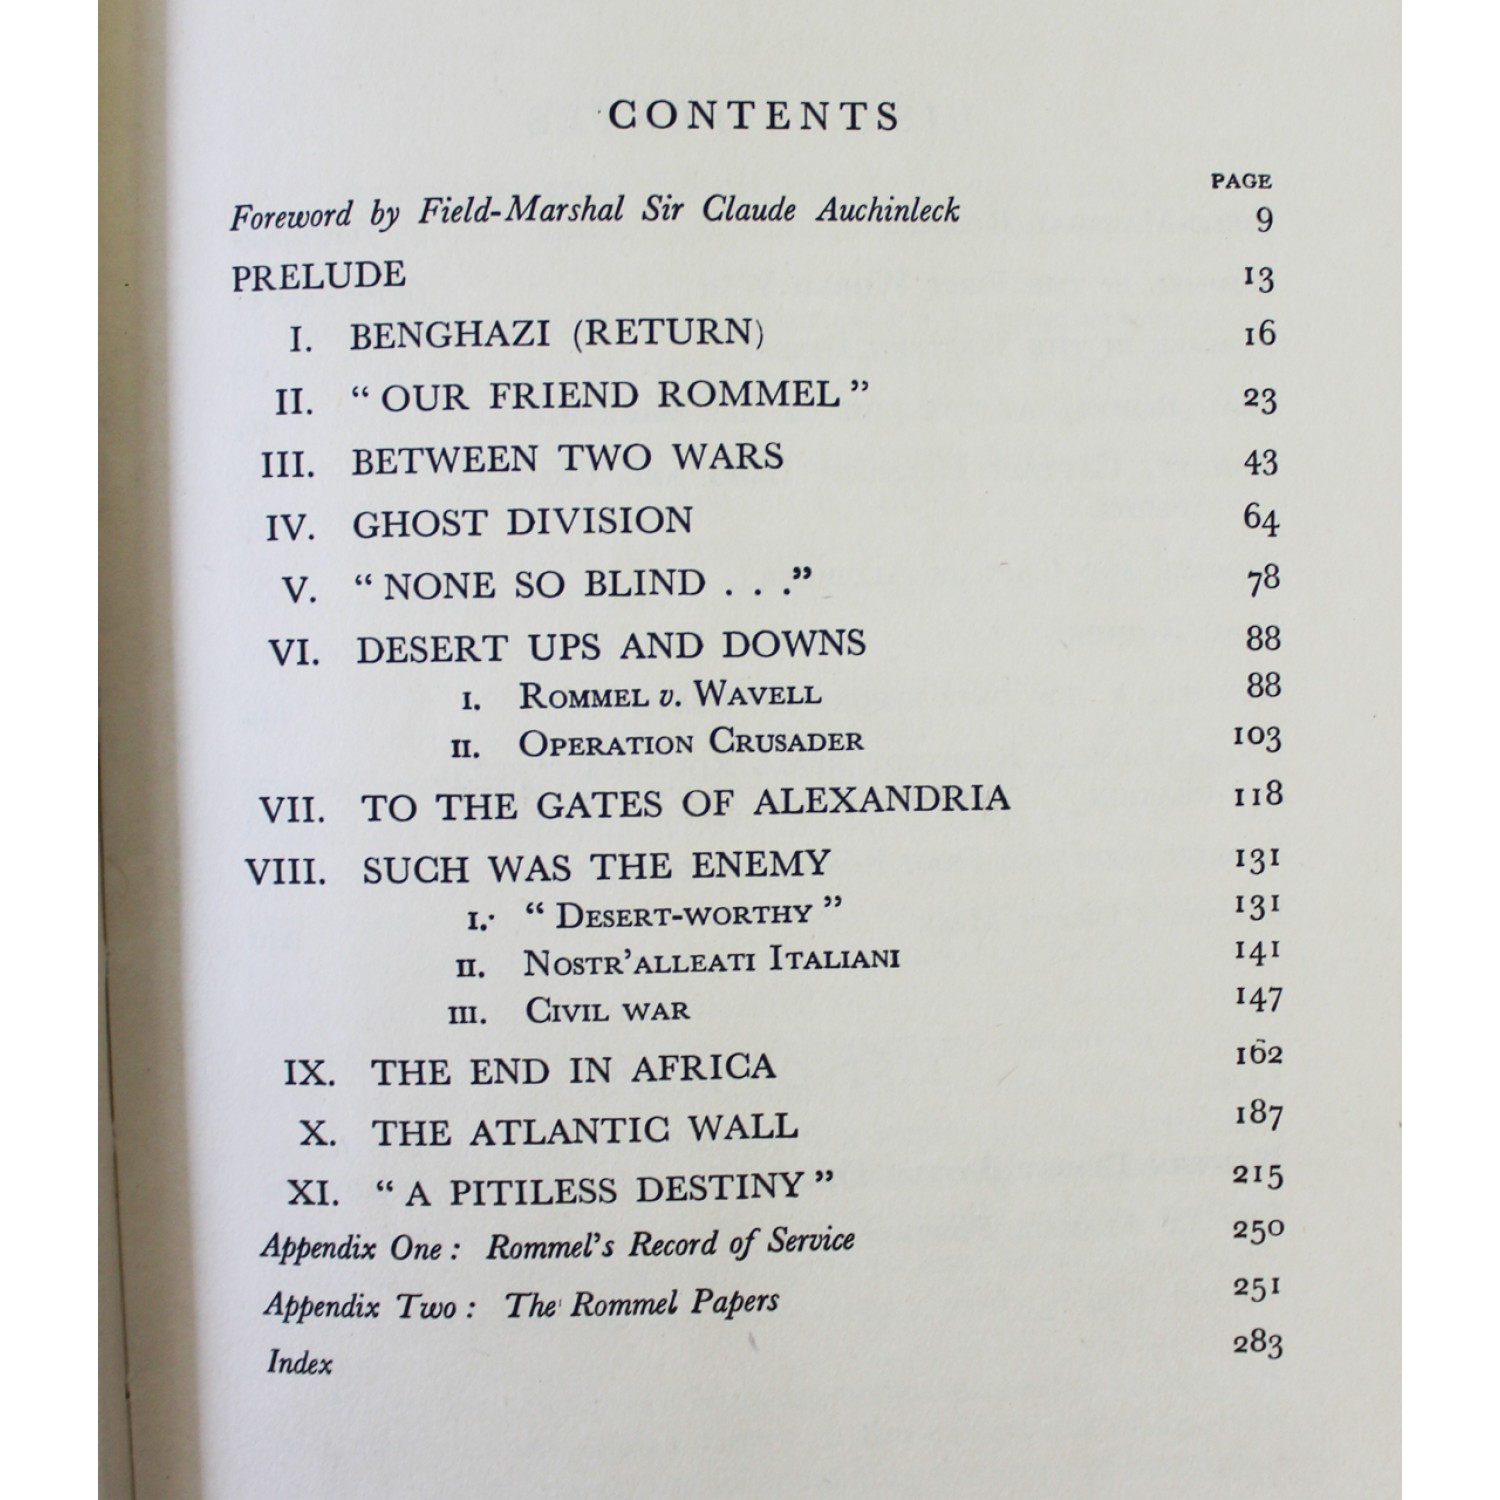 CONTENTS
PAGE
Foreword by Field-Marshal Sir Claude Auchinleck 9
PRELUDE 13
I. BENGHAZI (RETURN) 16
II. “ OUR FRIEND ROMMEL ” 23
III. BETWEEN TWO WARS 43
IV. GHOST DIVISION 64
V. “ NONE SO BLIND . . .” 78
VI. DESERT UPS AND DOWNS 88
I. ROMMEL v. WAVELL 88
II. OPERATION CRUSADER 103
VII. TO THE GATES OF ALEXANDRIA 118
VIII. SUCH WAS THE ENEMY 131
I. “ DESERT-WORTHY ” 131
II. NOSTR’ALLEATI ITALIANI 141
III. CIVIL WAR 147
IX. THE END IN AFRICA 162
X. THE ATLANTIC WALL 187
XI. “ A PITILESS DESTINY ” 215
Appendix One : Rommel’s Record of Service 250
Appendix Two : The Rommel Papers 251
Index 283